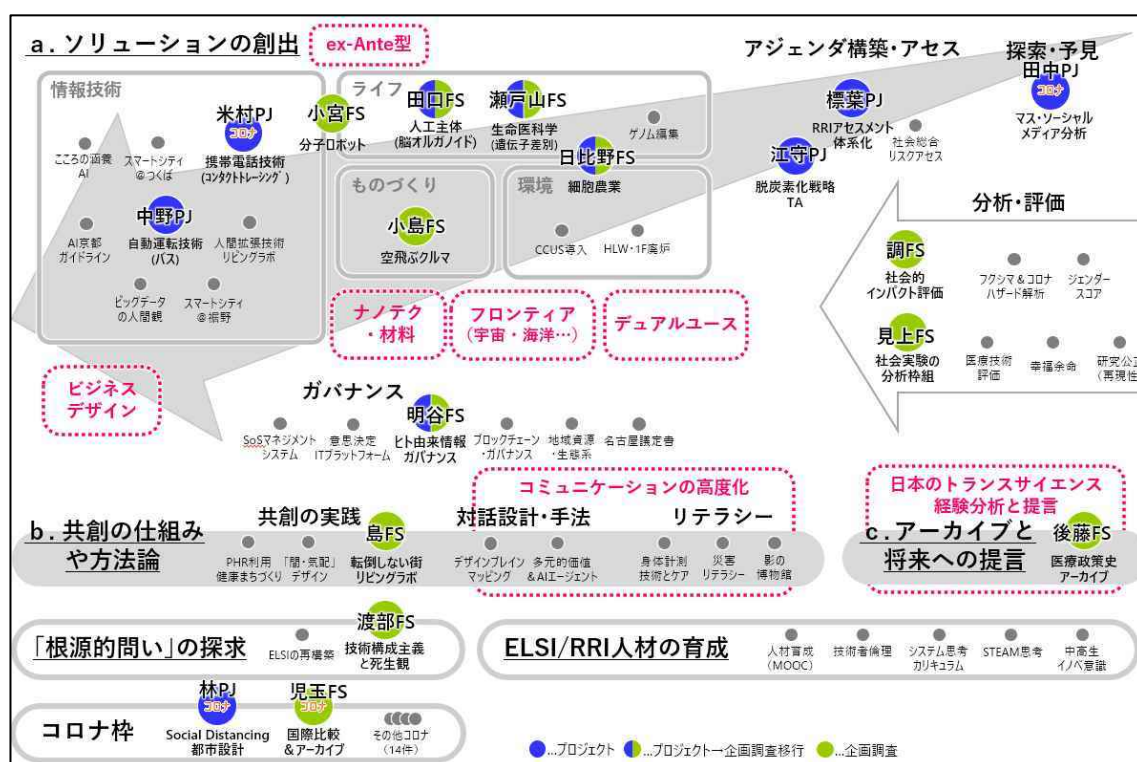 a．ソリューションの創出
ex-Ante型
アジェンダ構築・アセス
探索・予見
情報技術
ライフ
米村PJ
コロナ
携帯電話技術
(コンタクトトレーシング)
小宮FS
分子ロボット
田口FS
人工主体
(脳オルガノイド)
瀬戸山FS
生命医科学
(遺伝子差別)
ゲノム編集
標葉PJ
RRIアセスメント
体系化
社会総合
リスクアセス
田中PJ
コロナ
マス・ソーシャル
メディア分析
こころの涵養
AI
スマートシティ
@つくば
日比野FS
細胞農業
江守PJ
脱炭素化戦略
TA
ものづくり
環境
中野PJ
自動運転技術
(バス)
AI京都
ガイドライン
人間拡張技術
リビングラボ
小島FS
空飛ぶクルマ
CCUS導入
HLW・1F廃炉
ビッグデータ
の人間観
スマートシティ
@裾野
分析・評価
調FS
社会的
インパクト評価
フクシマ&コロナ
ハザード解析
ジェンダー
スコア
見上FS
社会実験の
分析枠組
医療技術
評価
幸福余命
研究公正
(再現性
ナノテク
・材料
フロンティア
(宇宙・海洋…)
デュアルユース
ビジネス
デザイン
ガバナンス
SoSマネジメント
システム
意思決定
ITプラットフォーム
明谷FS
ヒト由来情報
ガバナンス
ブロックチェーン
・ガバナンス
地域資源
・生態系
名古屋議定書
コミュニケーションの高度化
日本のトランスサイエンス
経験分析と提言
b．共創の仕組み
や方法論
共創の実践
PHR利用
健康まちづくり
「間・気配」
デザイン
島FS
転倒しない街
リビングラボ
対話設計・手法
デザインブレイン
マッピング
多元的価値
&AIエージェント
リテラシー
身体計測
技術とケア
災害
リテラシー
影の
博物館
c．アーカイブと
将来への提言
後藤FS
医療政策史
アーカイブ
「根源的問い」の探求
ELSIの再構築
渡部FS
技術構成主義
と死生観
ELSI/RRI人材の育成
人材育成
(MOOC)
技術者倫理
システム思考
カリキュラム
STEAM思考
中高生
イノベ意識
コロナ枠
林PJ
コロナ
Social Distancing
都市設計
児玉FS
コロナ
国際比較
&アーカイブ
その他コロナ
(14件)
…プロジェクト
…プロジェクト→企画調査移行
…企画調査